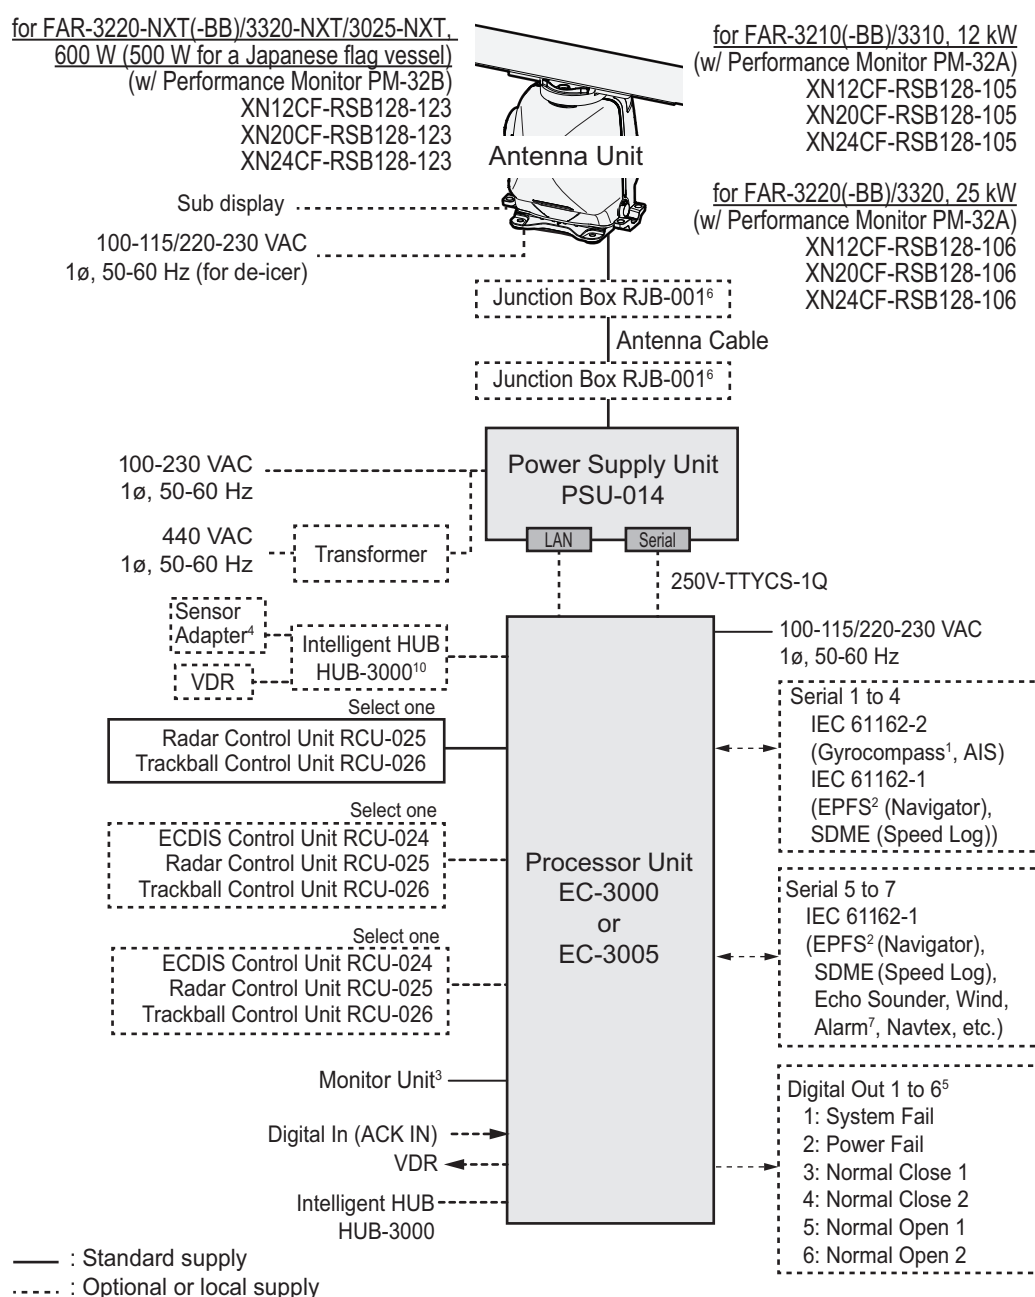 for FAR-3220-NXT(-BB)/3320-NXT/3025-NXT,
600 W (500 W for a Japanese flag vessel)
(w/ Performance Monitor PM-32B)
XN12CF-RSB128-123
XN20CF-RSB128-123
XN24CF-RSB128-123
Antenna Unit
for FAR-3210(-BB)/3310, 12 kW
(w/ Performance Monitor PM-32A)
XN12CF-RSB128-105
XN20CF-RSB128-105
XN24CF-RSB128-105
for FAR-3220(-BB)/3320, 25 kW
(w/ Performance Monitor PM-32A)
XN12CF-RSB128-106
XN20CF-RSB128-106
XN24CF-RSB128-106
Sub display
100-115/220-230 VAC
1ø, 50-60 Hz (for de-icer)
Junction Box RJB-001⁶
Antenna Cable
Junction Box RJB-001⁶
Power Supply Unit
PSU-014
LAN
Serial
100-230 VAC
1ø, 50-60 Hz
440 VAC
1ø, 50-60 Hz
Transformer
250V-TTYCS-1Q
Sensor
Adapter⁴
VDR
Intelligent HUB
HUB-3000¹⁰
Select one
Radar Control Unit RCU-025
Trackball Control Unit RCU-026
Select one
ECDIS Control Unit RCU-024
Radar Control Unit RCU-025
Trackball Control Unit RCU-026
Select one
ECDIS Control Unit RCU-024
Radar Control Unit RCU-025
Trackball Control Unit RCU-026
Monitor Unit³
Digital In (ACK IN)
VDR
Intelligent HUB
HUB-3000
Processor Unit
EC-3000
or
EC-3005
100-115/220-230 VAC
1ø, 50-60 Hz
Serial 1 to 4
IEC 61162-2
(Gyrocompass¹, AIS)
IEC 61162-1
(EPFS² (Navigator),
SDME (Speed Log))
Serial 5 to 7
IEC 61162-1
(EPFS² (Navigator),
SDME (Speed Log),
Echo Sounder, Wind,
Alarm⁷, Navtex, etc.)
Digital Out 1 to 6⁵
1: System Fail
2: Power Fail
3: Normal Close 1
4: Normal Close 2
5: Normal Open 1
6: Normal Open 2
: Standard supply
: Optional or local supply